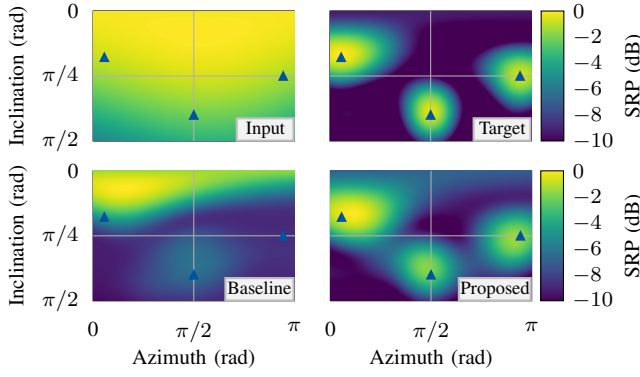 Inclination (rad)
0
π/4
π/2
Input
Target
0
−2
−4
−6
−8
−10
SRP (dB)
Inclination (rad)
0
π/4
π/2
Baseline
Proposed
0
−2
−4
−6
−8
−10
SRP (dB)
0
π/2
π
0
π/2
π
Azimuth (rad)
Azimuth (rad)